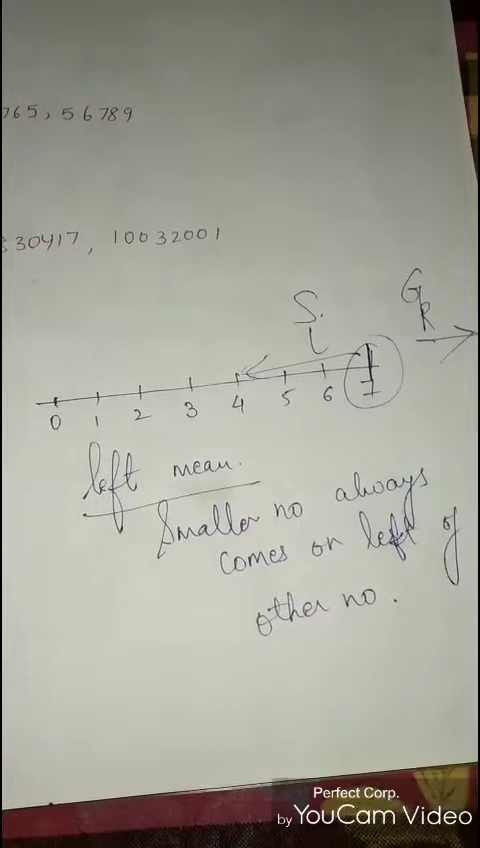 765, 56789
30417, 10032001
S.
L
GR
0 1 2 3 4 5 6 7
left mean.
Smaller no always
comes on left of
other no.
Perfect Corp.
by YouCam Video